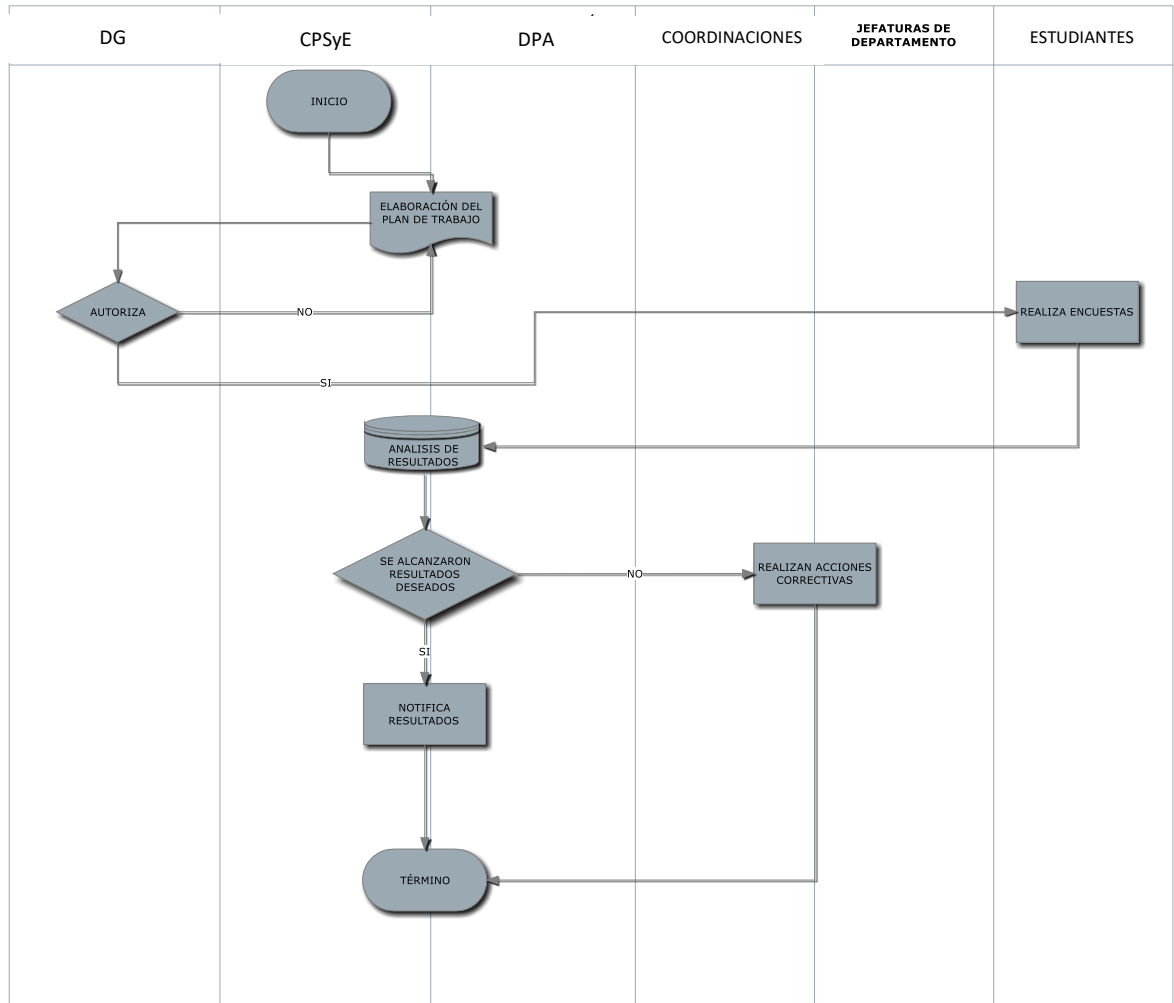 DG
CPSyE
DPA
COORDINACIONES
JEFATURAS DE
DEPARTAMENTO
ESTUDIANTES
INICIO
ELABORACIÓN DEL
PLAN DE TRABAJO
AUTORIZA
NO
REALIZA ENCUESTAS
SI
ANALISIS DE
RESULTADOS
SE ALCANZARON
RESULTADOS
DESEADOS
NO
REALIZAN ACCIONES
CORRECTIVAS
SI
NOTIFICA
RESULTADOS
TÉRMINO